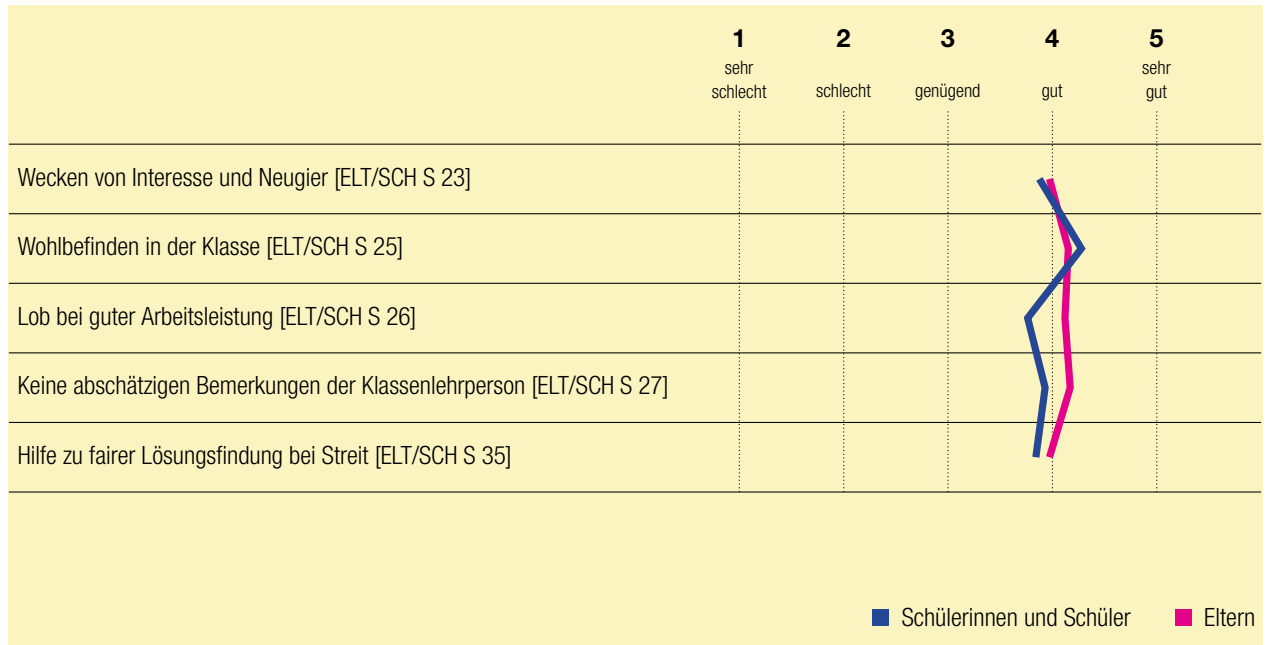 1 2 3 4 5
sehr schlecht schlecht genügend gut sehr gut
Wecken von Interesse und Neugier [ELT/SCH S 23]
Wohlbefinden in der Klasse [ELT/SCH S 25]
Lob bei guter Arbeitsleistung [ELT/SCH S 26]
Keine abschätzigen Bemerkungen der Klassenlehrperson [ELT/SCH S 27]
Hilfe zu fairer Lösungsfindung bei Streit [ELT/SCH S 35]
Schülerinnen und Schüler Eltern